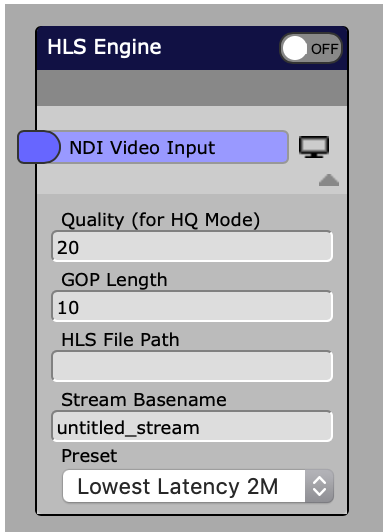 HLS Engine
OFF
NDI Video Input
Quality (for HQ Mode)
20
GOP Length
10
HLS File Path
Stream Basename
untitled_stream
Preset
Lowest Latency 2M